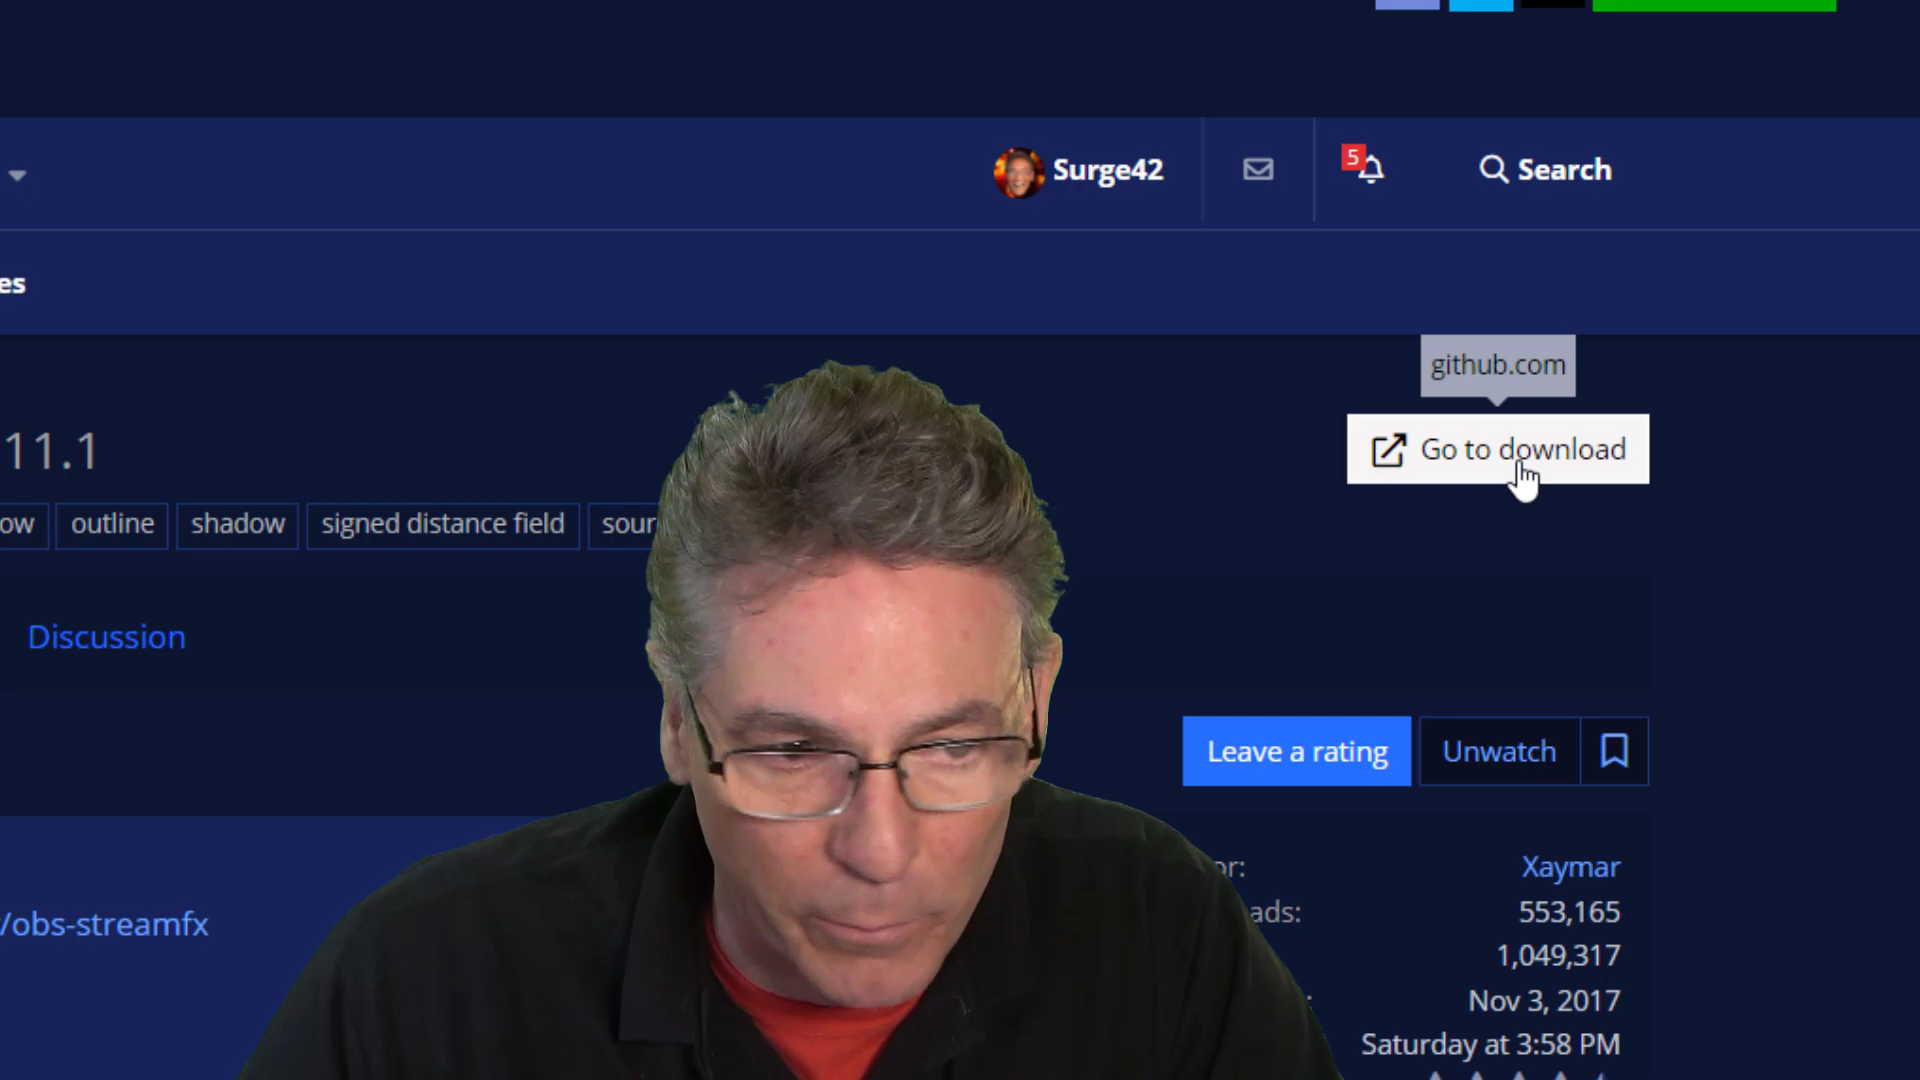 Surge42
5
Search
es
github.com
11.1
Go to download
ow
outline
shadow
signed distance field
sour
Discussion
Leave a rating
Unwatch
or:
Xaymar
/obs-streamfx
ads:
553,165
1,049,317
:
Nov 3, 2017
Saturday at 3:58 PM